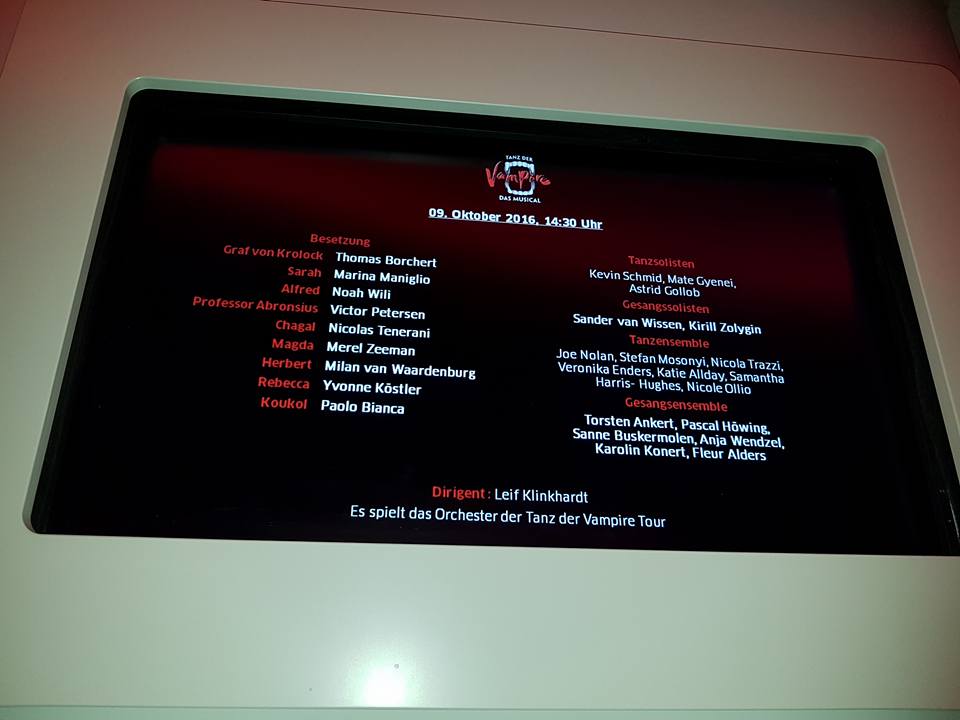 TANZ DER
Vampire
DAS MUSICAL
09. Oktober 2016, 14:30 Uhr
Besetzung
Graf von Krolock Thomas Borchert
Sarah Marina Maniglio
Alfred Noah Wili
Professor Abronsius Victor Petersen
Chagal Nicolas Tenerani
Magda Merel Zeeman
Herbert Milan van Waardenburg
Rebecca Yvonne Köstler
Koukol Paolo Bianca
Tanzsolisten
Kevin Schmid, Mate Gyenei,
Astrid Gollob
Gesangssolisten
Sander van Wissen, Kirill Zolygin
Tanzensemble
Joe Nolan, Stefan Mosonyi, Nicola Trazzi,
Veronika Enders, Katie Allday, Samantha
Harris- Hughes, Nicole Ollio
Gesangsensemble
Torsten Ankert, Pascal Höwing,
Sanne Buskermolen, Anja Wendzel,
Karolin Konert, Fleur Alders
Dirigent: Leif Klinkhardt
Es spielt das Orchester der Tanz der Vampire Tour